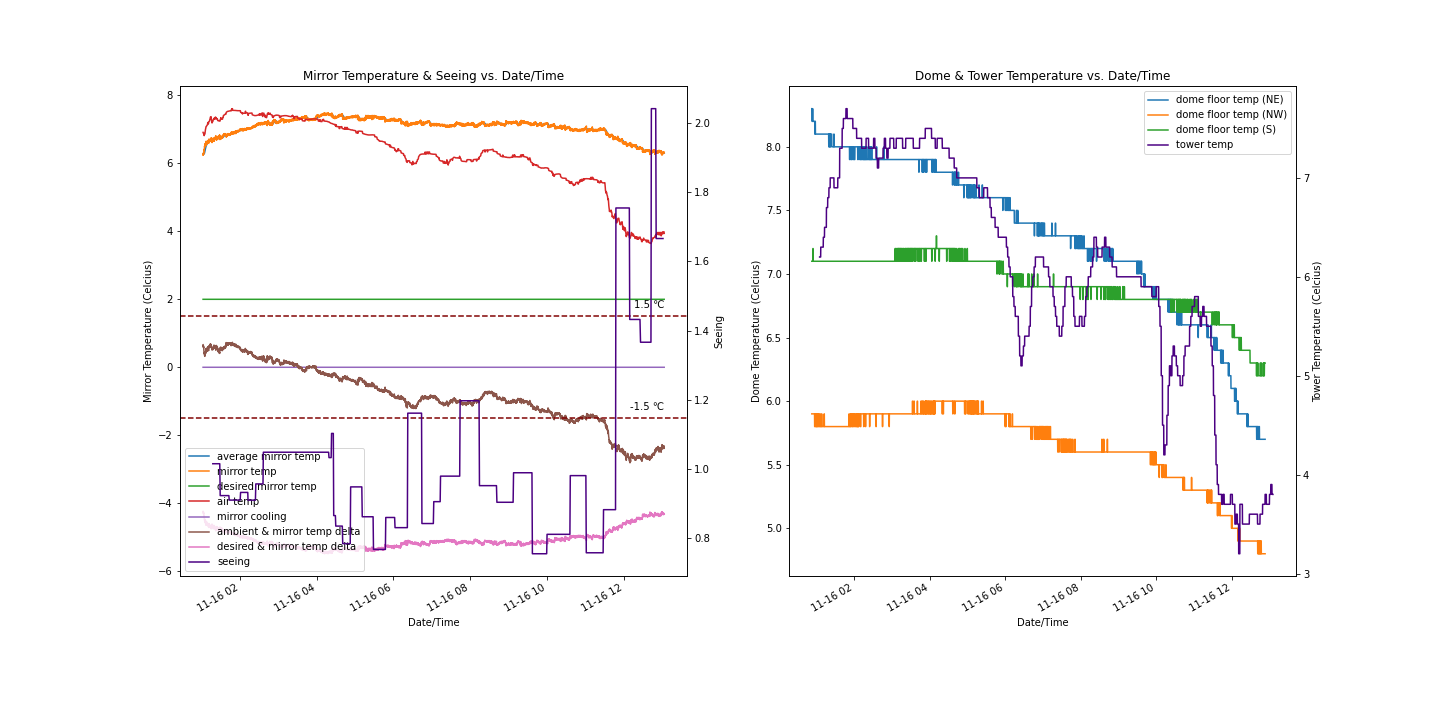 Mirror Temperature & Seeing vs. Date/Time
8
6
4
2
0
−2
−4
−6
Mirror Temperature (Celcius)
1.5 °C
-1.5 °C
average mirror temp
mirror temp
desired mirror temp
air temp
mirror cooling
ambient & mirror temp delta
desired & mirror temp delta
seeing
2.0
1.8
1.6
1.4
1.2
1.0
0.8
Seeing
11-16 02
11-16 04
11-16 06
11-16 08
11-16 10
11-16 12
Date/Time
Dome & Tower Temperature vs. Date/Time
8.0
7.5
7.0
6.5
6.0
5.5
5.0
Dome Temperature (Celcius)
dome floor temp (NE)
dome floor temp (NW)
dome floor temp (S)
tower temp
7
6
5
4
3
Tower Temperature (Celcius)
11-16 02
11-16 04
11-16 06
11-16 08
11-16 10
11-16 12
Date/Time